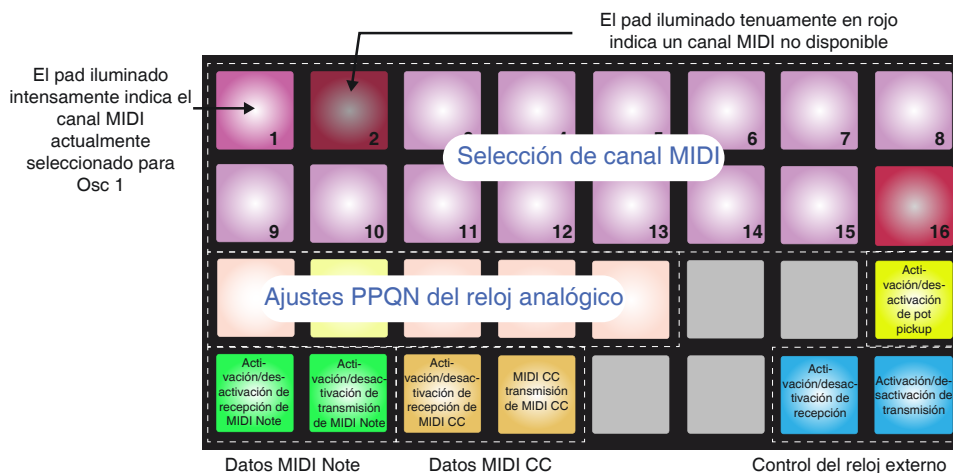 El pad iluminado tenuamente en rojo
indica un canal MIDI no disponible
El pad iluminado
intensamente indica el
canal MIDI
actualmente
seleccionado para
Osc 1
1
2
6
7
8
Selección de canal MIDI
9
10
11
12
13
14
15
16
Ajustes PPQN del reloj analógico
Acti-
vación/des-
activación
de pot
pickup
Acti-
vación/des-
activación de
recepción de
MIDI Note
Acti-
vación/desac-
tivación de
transmisión
de MIDI Note
Acti-
vación/desac-
tivación de
recepción de
MIDI CC
MIDI CC
transmisión
de MIDI CC
Acti-
vación/desac-
tivación de
recepción
Activación/de-
sactivación de
transmisión
Datos MIDI Note
Datos MIDI CC
Control del reloj externo